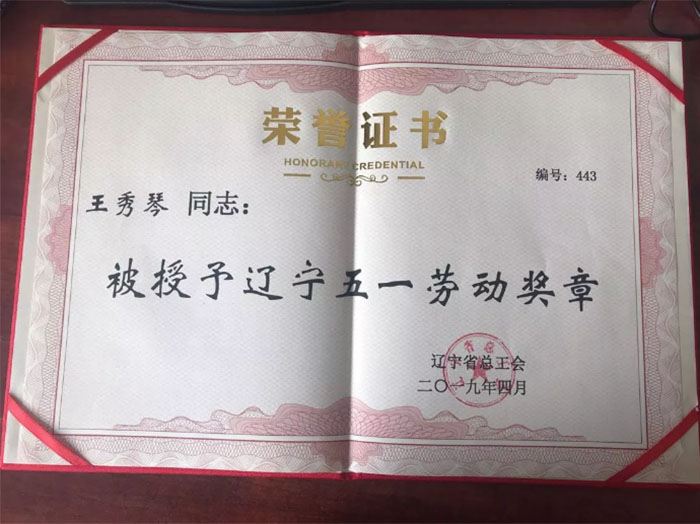 荣誉证书
HONORARY CREDENTIAL
编号：443
王秀琴 同志：
被授予辽宁五一劳动奖章
辽宁省总工会
二〇一九年四月